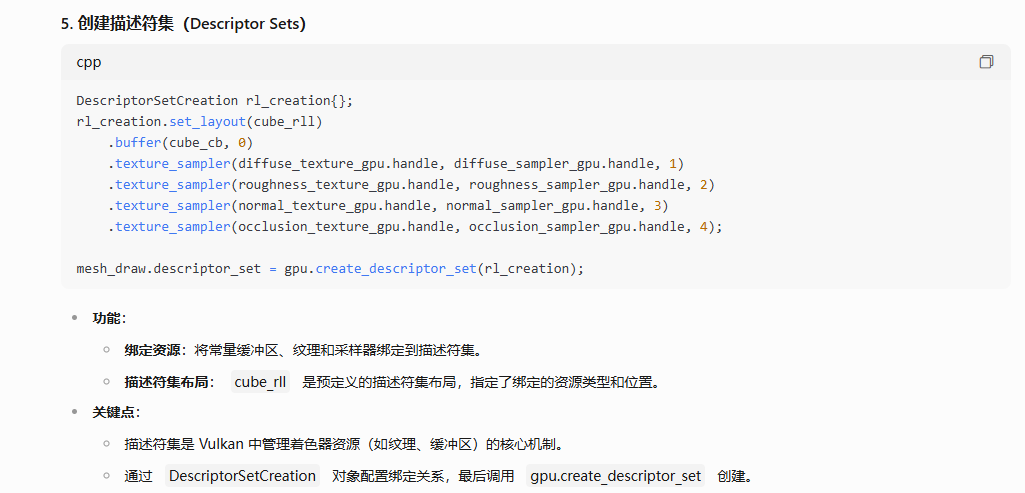 5. 创建描述符集（Descriptor Sets）
cpp
DescriptorSetCreation rl_creation{};
rl_creation.set_layout(cube_rll)
    .buffer(cube_cb, 0)
    .texture_sampler(diffuse_texture_gpu.handle, diffuse_sampler_gpu.handle, 1)
    .texture_sampler(roughness_texture_gpu.handle, roughness_sampler_gpu.handle, 2)
    .texture_sampler(normal_texture_gpu.handle, normal_sampler_gpu.handle, 3)
    .texture_sampler(occlusion_texture_gpu.handle, occlusion_sampler_gpu.handle, 4);
mesh_draw.descriptor_set = gpu.create_descriptor_set(rl_creation);
功能：
绑定资源：将常量缓冲区、纹理和采样器绑定到描述符集。
描述符集布局： cube_rll 是预定义的描述符集布局，指定了绑定的资源类型和位置。
关键点：
描述符集是 Vulkan 中管理着色器资源（如纹理、缓冲区）的核心机制。
通过 DescriptorSetCreation 对象配置绑定关系，最后调用 gpu.create_descriptor_set 创建。